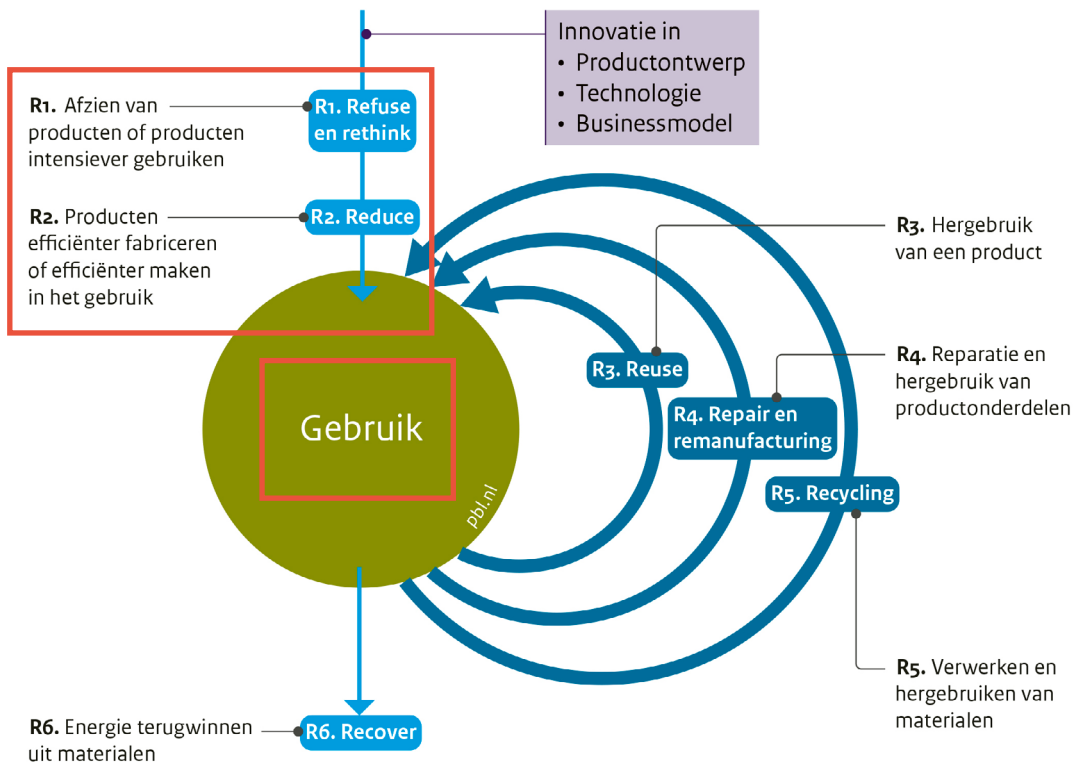 Innovatie in
• Productontwerp
• Technologie
• Businessmodel
R1. Afzien van
producten of producten
intensiever gebruiken
R1. Refuse
en rethink
R2. Producten
efficiënter fabriceren
of efficiënter maken
in het gebruik
R2. Reduce
R3. Hergebruik
van een product
R3. Reuse
R4. Reparatie en
hergebruik van
productonderdelen
R4. Repair en
remanufacturing
Gebruik
R5. Recycling
pbl.nl
R5. Verwerken en
hergebruiken van
materialen
R6. Energie terugwinnen
uit materialen
R6. Recover